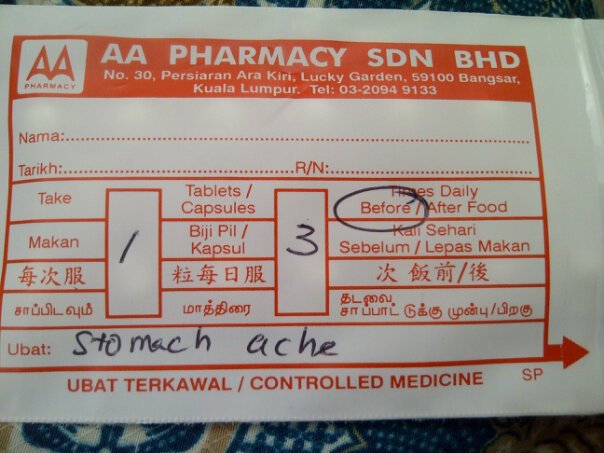 AA PHARMACY
AA PHARMACY SDN BHD
No. 30, Persiaran Ara Kiri, Lucky Garden, 59100 Bangsar,
Kuala Lumpur. Tel: 03-2094 9133
Nama:
Tarikh: R/N:
Take 1 Tablets / Capsules 3 Times Daily Before / After Food
Makan Biji Pil / Kapsul Kali Sehari Sebelum / Lepas Makan
每次服 粒每日服 次 飯前/後
சாப்பிடவும் மாத்திரை தடவை சாப்பாட் டுக்கு முன்பு /பிறகு
Ubat: Stomach ache
UBAT TERKAWAL / CONTROLLED MEDICINE SP